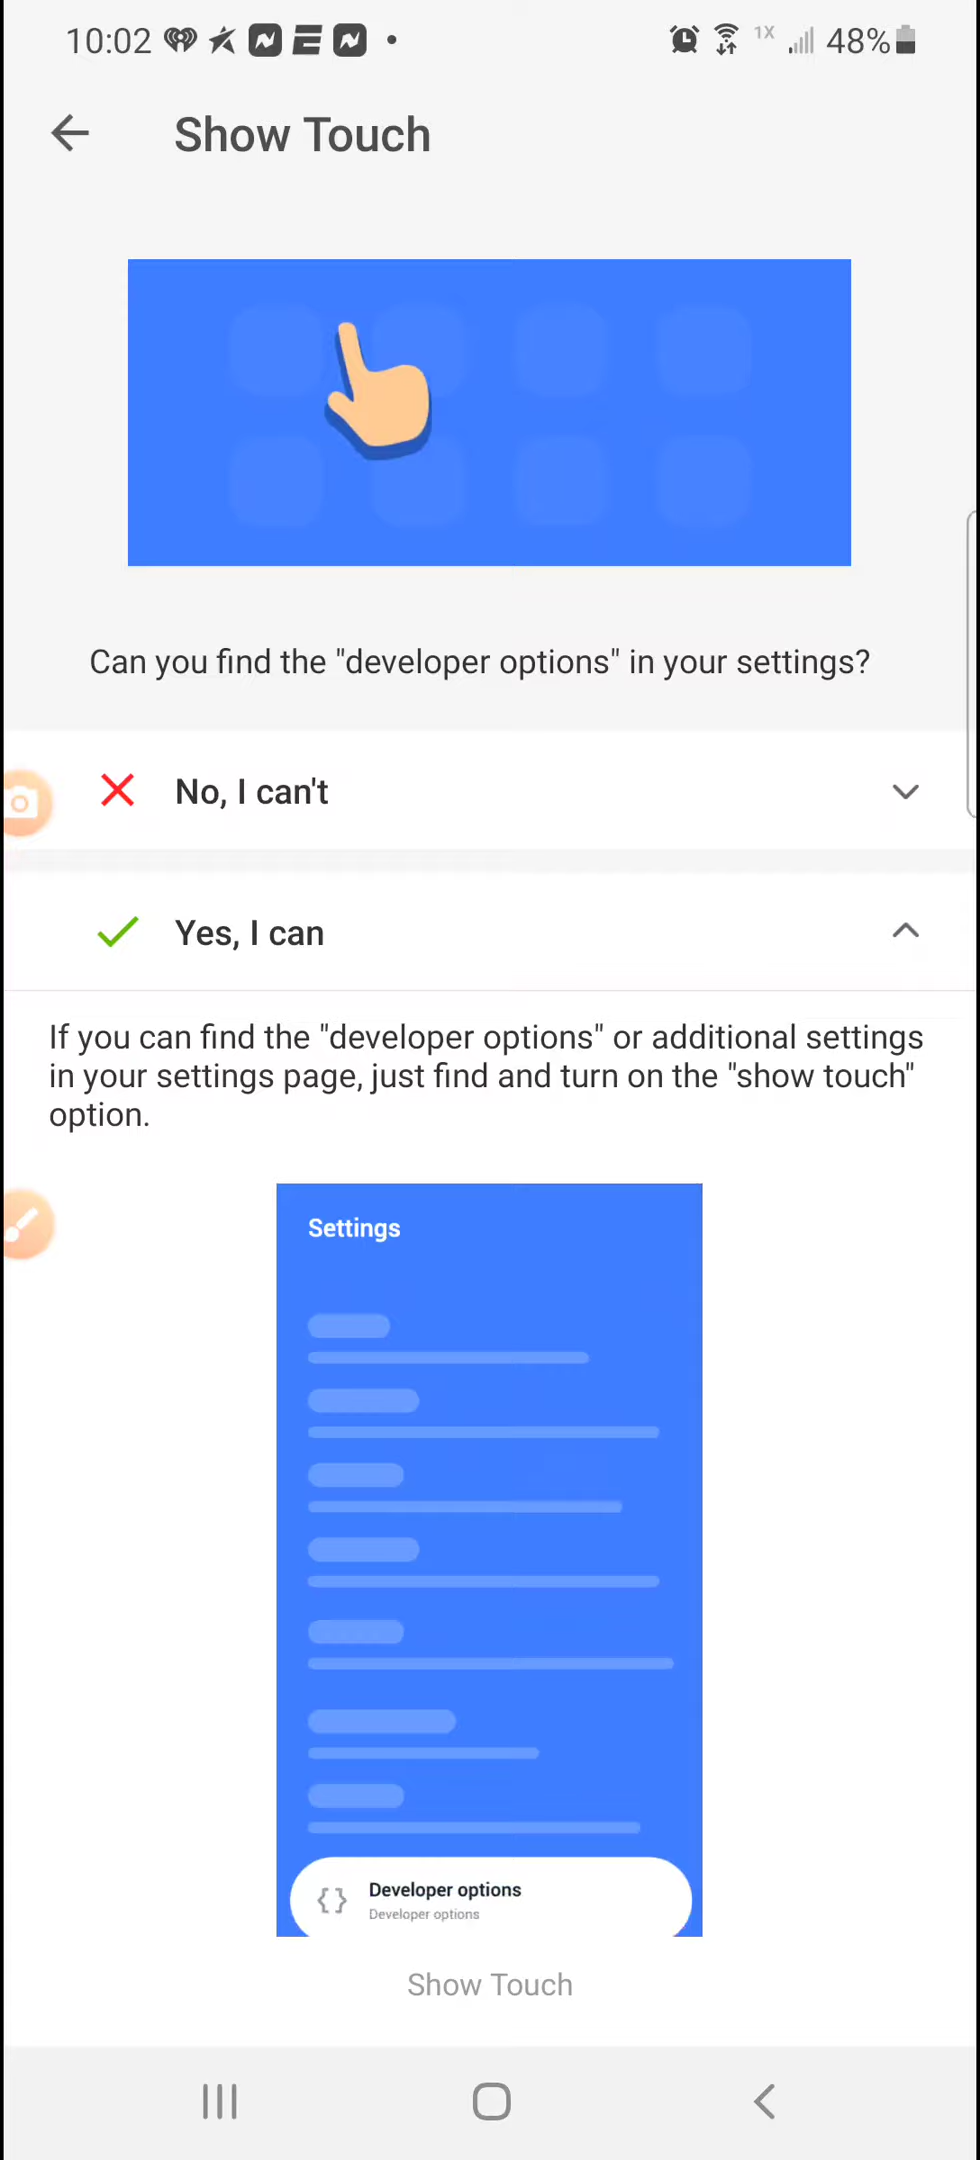 10:02
1X
48%
Show Touch
Can you find the "developer options" in your settings?
No, I can't
Yes, I can
If you can find the "developer options" or additional settings
in your settings page, just find and turn on the "show touch"
option.
Settings
Developer options
Developer options
Show Touch